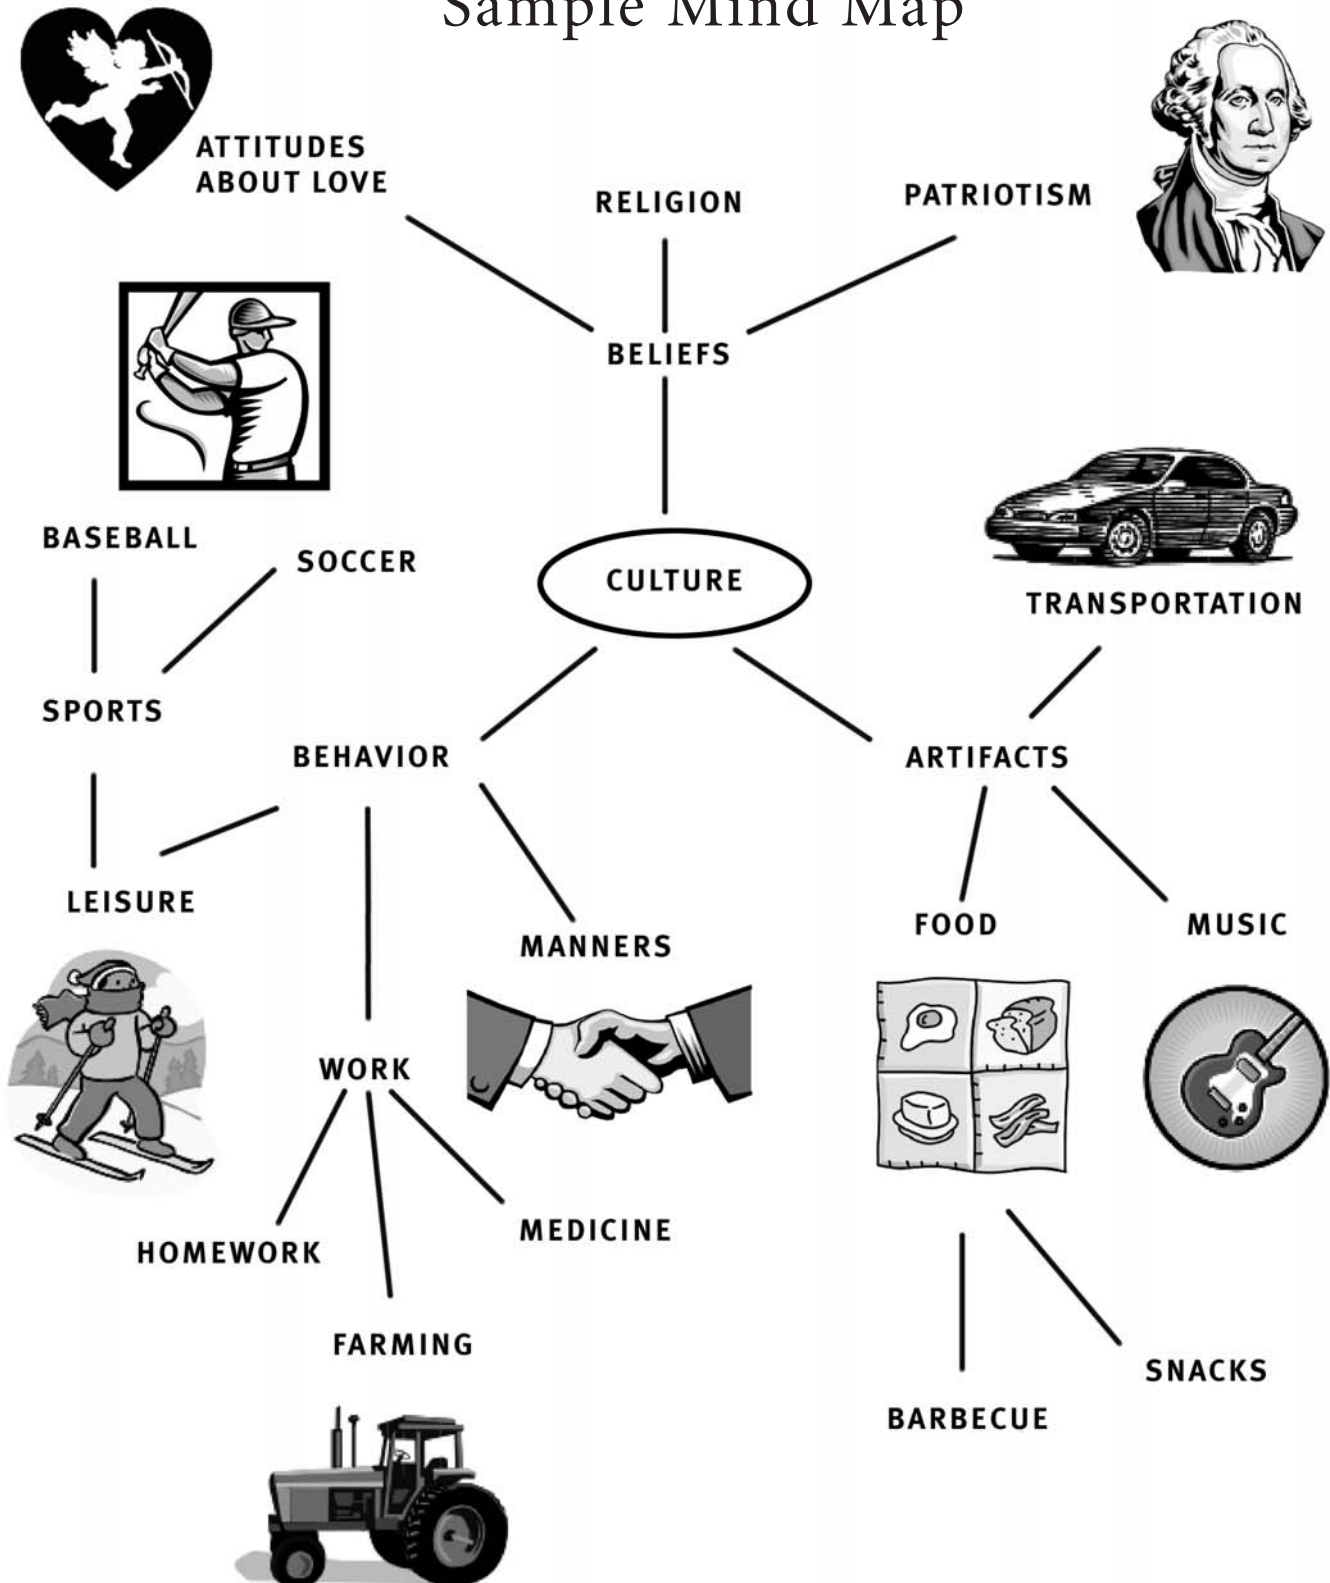 Sample Mind Map
ATTITUDES
ABOUT LOVE
RELIGION
PATRIOTISM
BELIEFS
BASEBALL
SOCCER
CULTURE
TRANSPORTATION
SPORTS
BEHAVIOR
ARTIFACTS
LEISURE
FOOD
MUSIC
MANNERS
WORK
MEDICINE
HOMEWORK
FARMING
SNACKS
BARBECUE